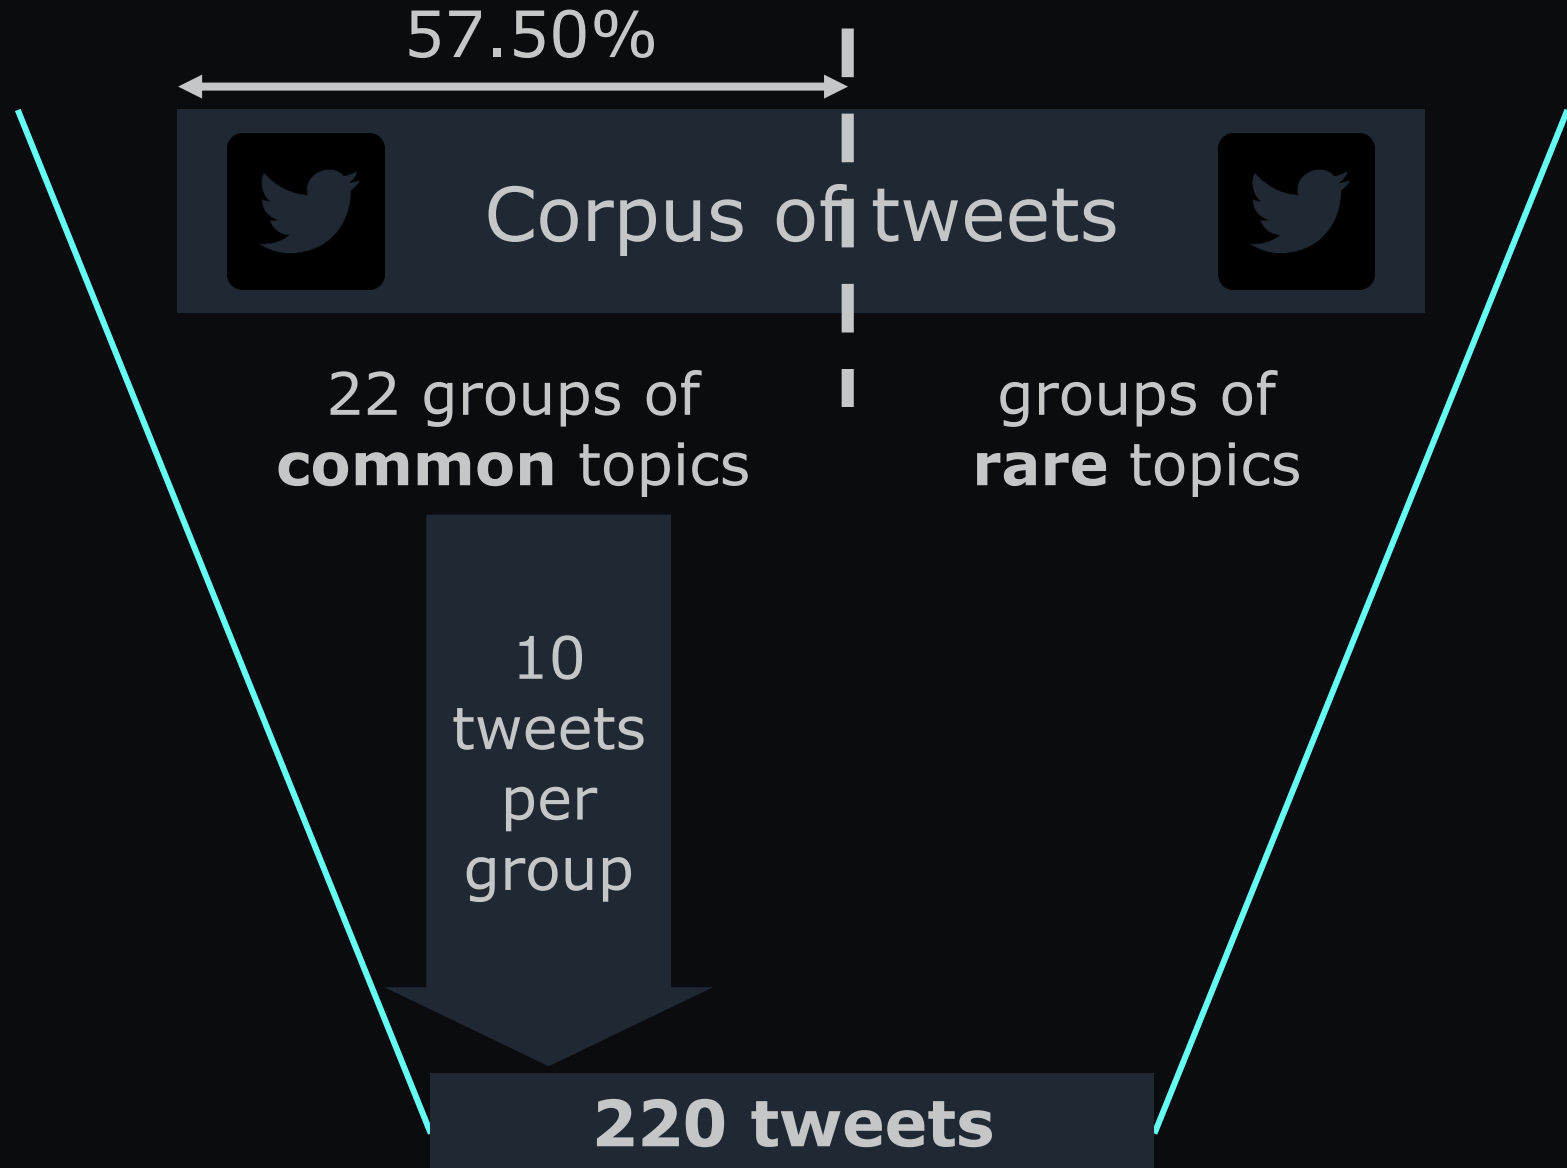 57.50%
Corpus of tweets
22 groups of
common topics
groups of
rare topics
10
tweets
per
group
220 tweets